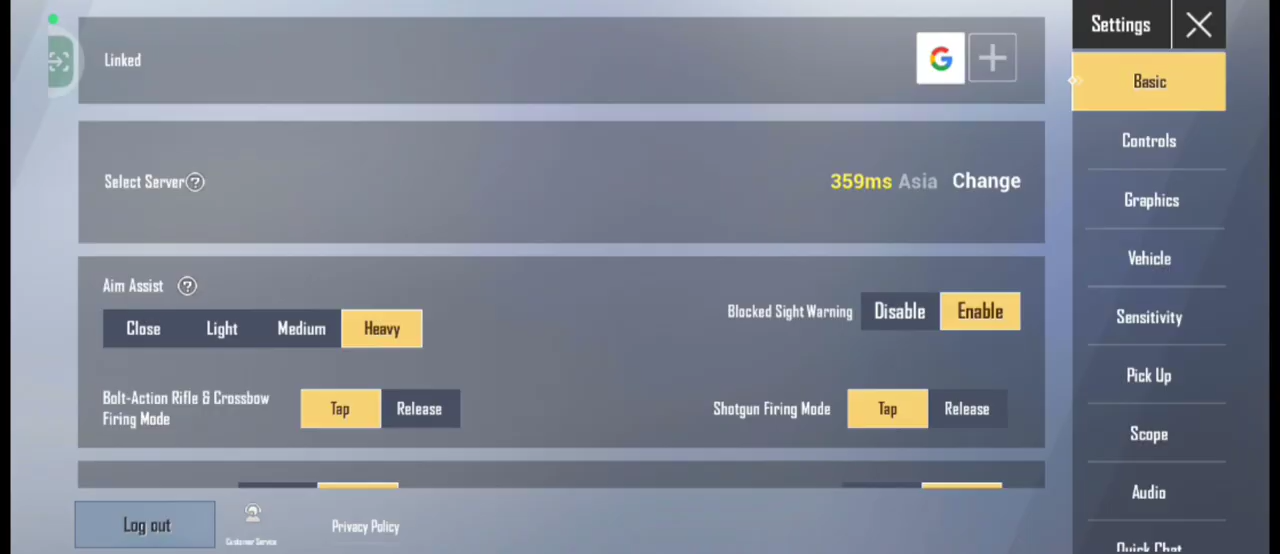 Settings
Linked
Basic
Controls
Select Server ?
359ms Asia Change
Graphics
Vehicle
Aim Assist ?
Close Light Medium Heavy
Blocked Sight Warning Disable Enable
Sensitivity
Pick Up
Bolt-Action Rifle & Crossbow
Firing Mode
Tap Release
Shotgun Firing Mode Tap Release
Scope
Audio
Log out
Customer Service
Privacy Policy
Quick Chat